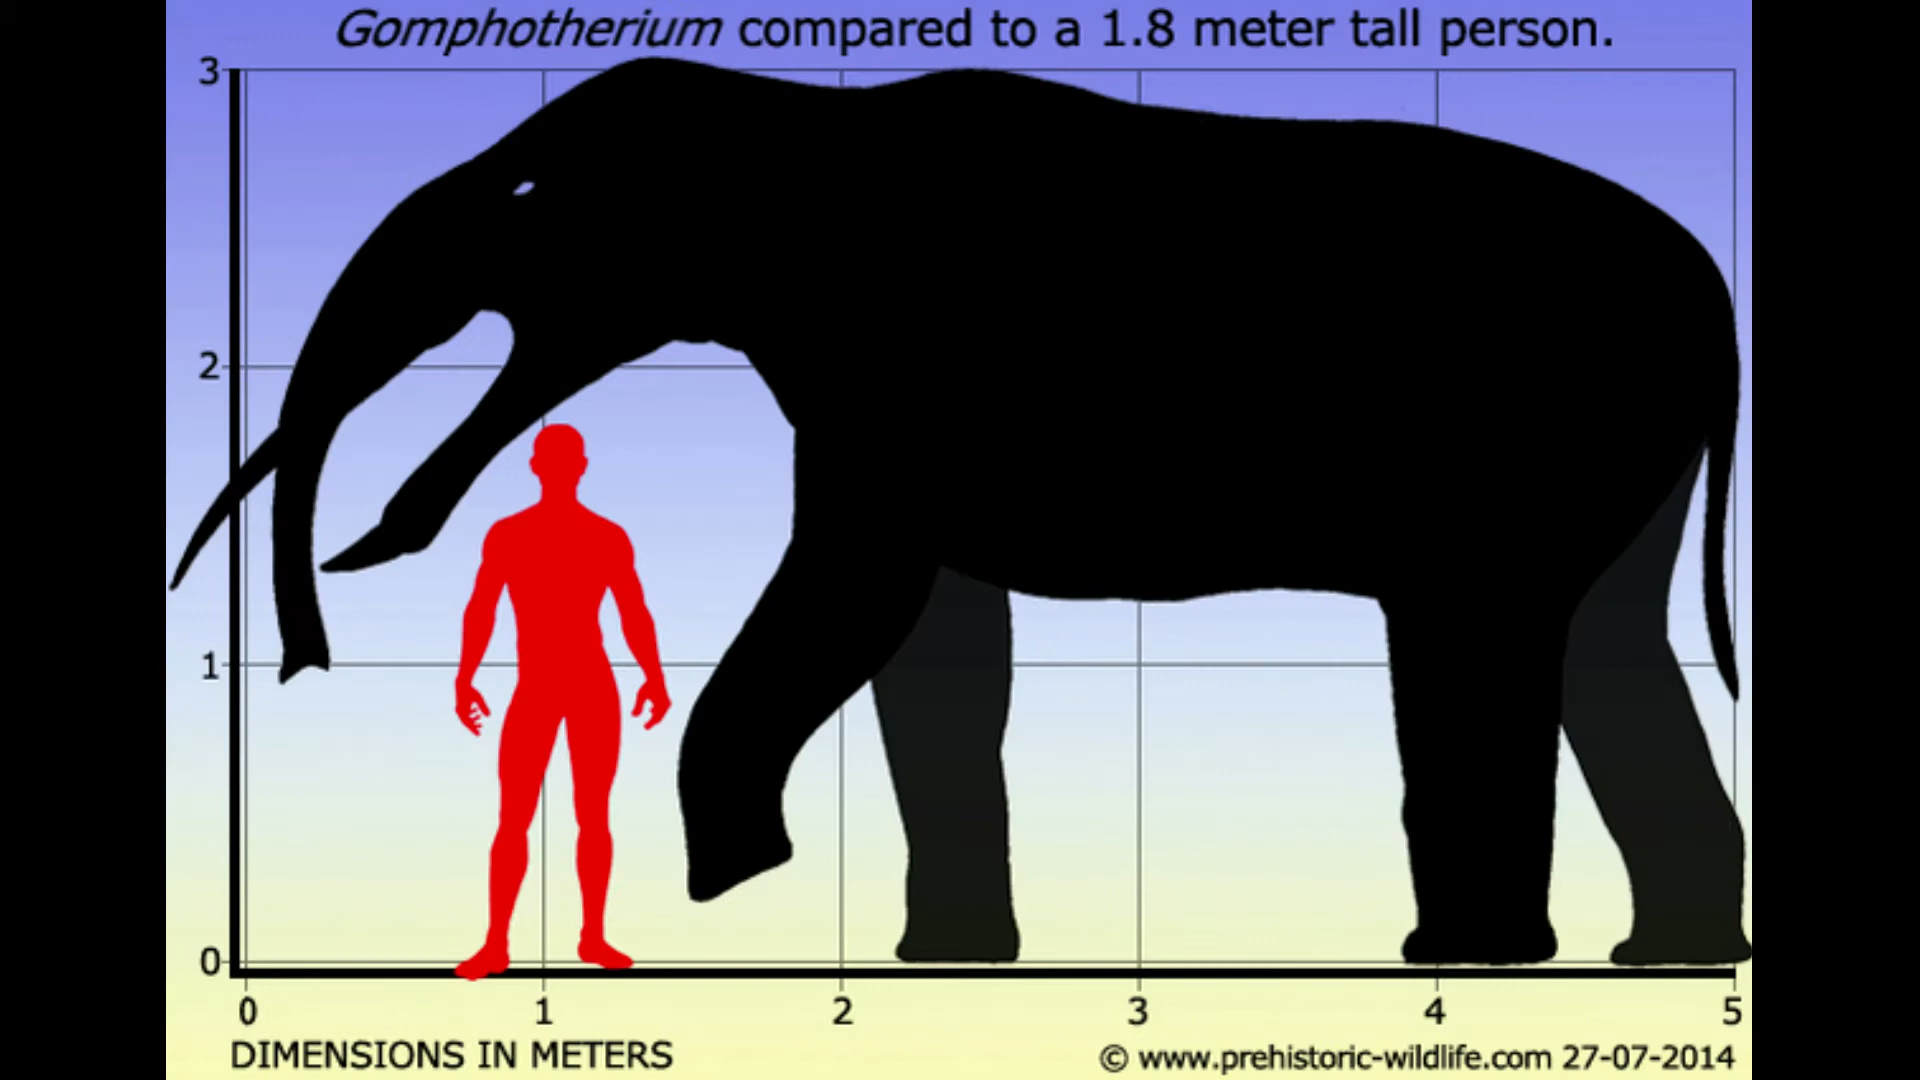 Gomphotherium compared to a 1.8 meter tall person.
3
2
1
0
0 1 2 3 4 5
DIMENSIONS IN METERS
© www.prehistoric-wildlife.com 27-07-2014